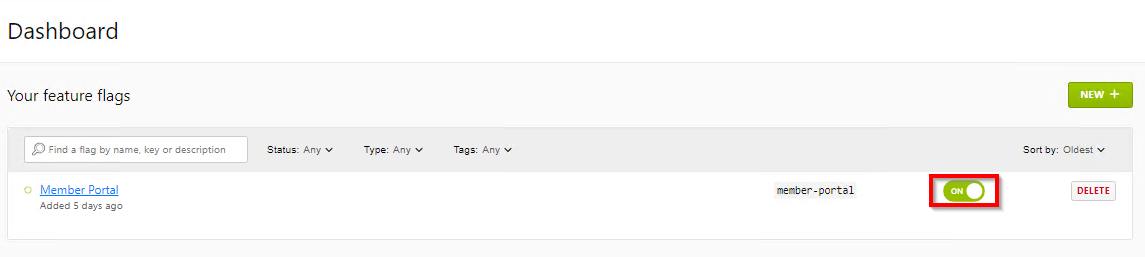 Dashboard
Your feature flags
NEW +
Find a flag by name, key or description
Status: Any
Type: Any
Tags: Any
Sort by: Oldest
Member Portal
member-portal
ON
DELETE
Added 5 days ago